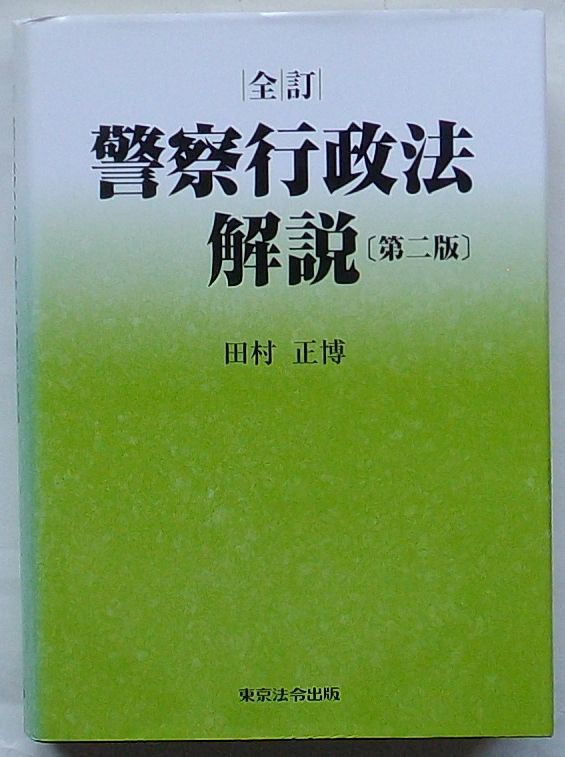 全訂
警察行政法
解説〔第二版〕
田村 正博
東京法令出版